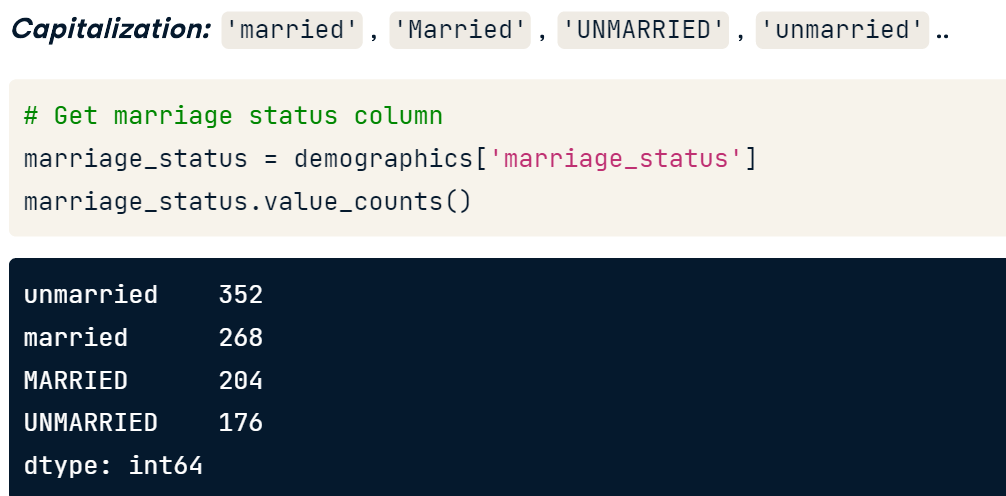 Capitalization: 'married' , 'Married' , 'UNMARRIED' , 'unmarried' ..
# Get marriage status column
marriage_status = demographics['marriage_status']
marriage_status.value_counts()
unmarried    352
married      268
MARRIED      204
UNMARRIED    176
dtype: int64